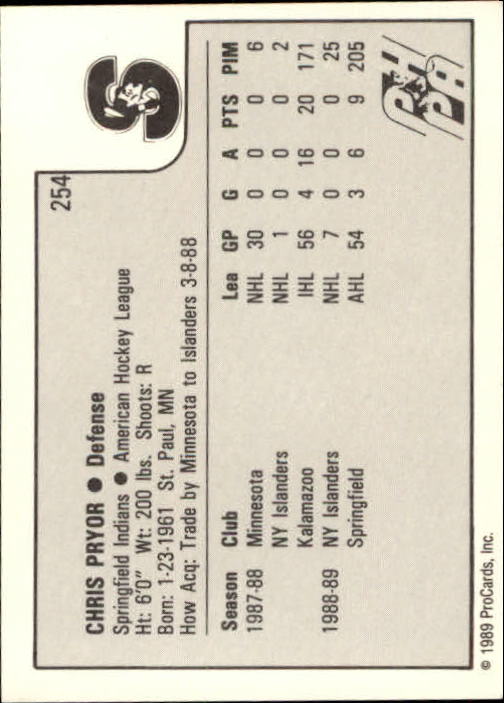 254
CHRIS PRYOR ● Defense
Springfield Indians ● American Hockey League
Ht: 6'0" Wt: 200 lbs. Shoots: R
Born: 1-23-1961 St. Paul, MN
How Acq: Trade by Minnesota to Islanders 3-8-88
Season Club Lea GP G A PTS PIM
1987-88 Minnesota NHL 30 0 0 0 6
NY Islanders NHL 1 0 0 0 2
Kalamazoo IHL 56 4 16 20 171
1988-89 NY Islanders NHL 7 0 0 0 25
Springfield AHL 54 3 6 9 205
© 1989 ProCards, Inc.